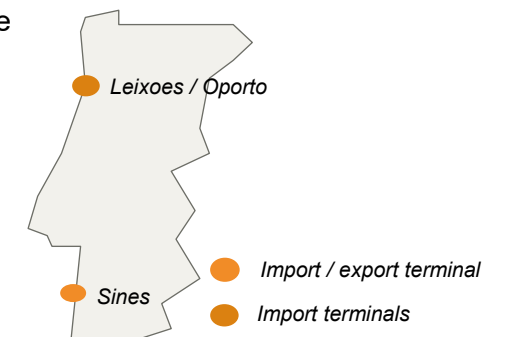 e
Leixoes / Oporto
Import / export terminal
Sines
Import terminals